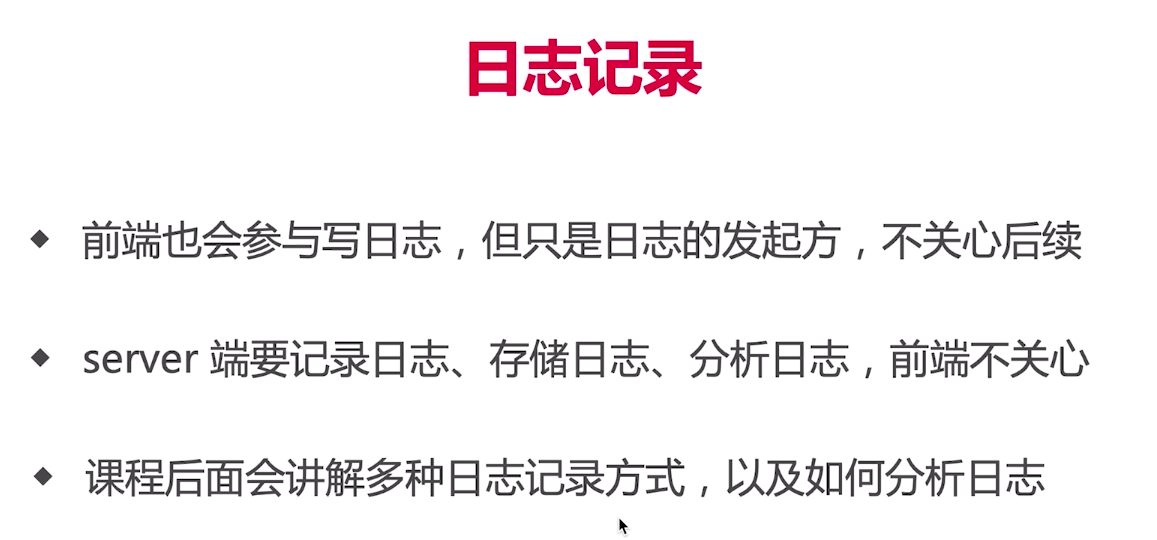 日志记录
◆ 前端也会参与写日志，但只是日志的发起方，不关心后续
◆ server 端要记录日志、存储日志、分析日志，前端不关心
◆ 课程后面会讲解多种日志记录方式，以及如何分析日志